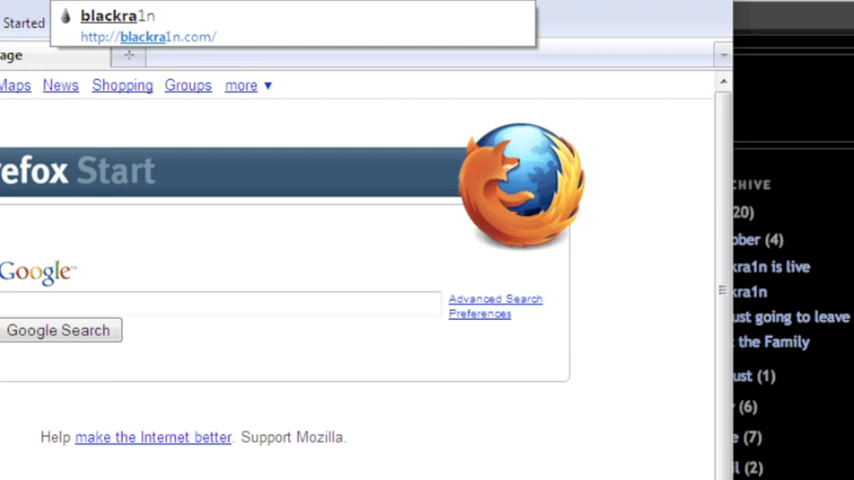 Started
blackra1n
http://blackra1n.com/
age
Maps News Shopping Groups more ▼
efox Start
Google™
Advanced Search
Preferences
Google Search
Help make the Internet better. Support Mozilla.
CHIVE
20)
ober (4)
kra1n is live
kra1n
ust going to leave
the Family
ust (1)
(6)
e (7)
il (2)